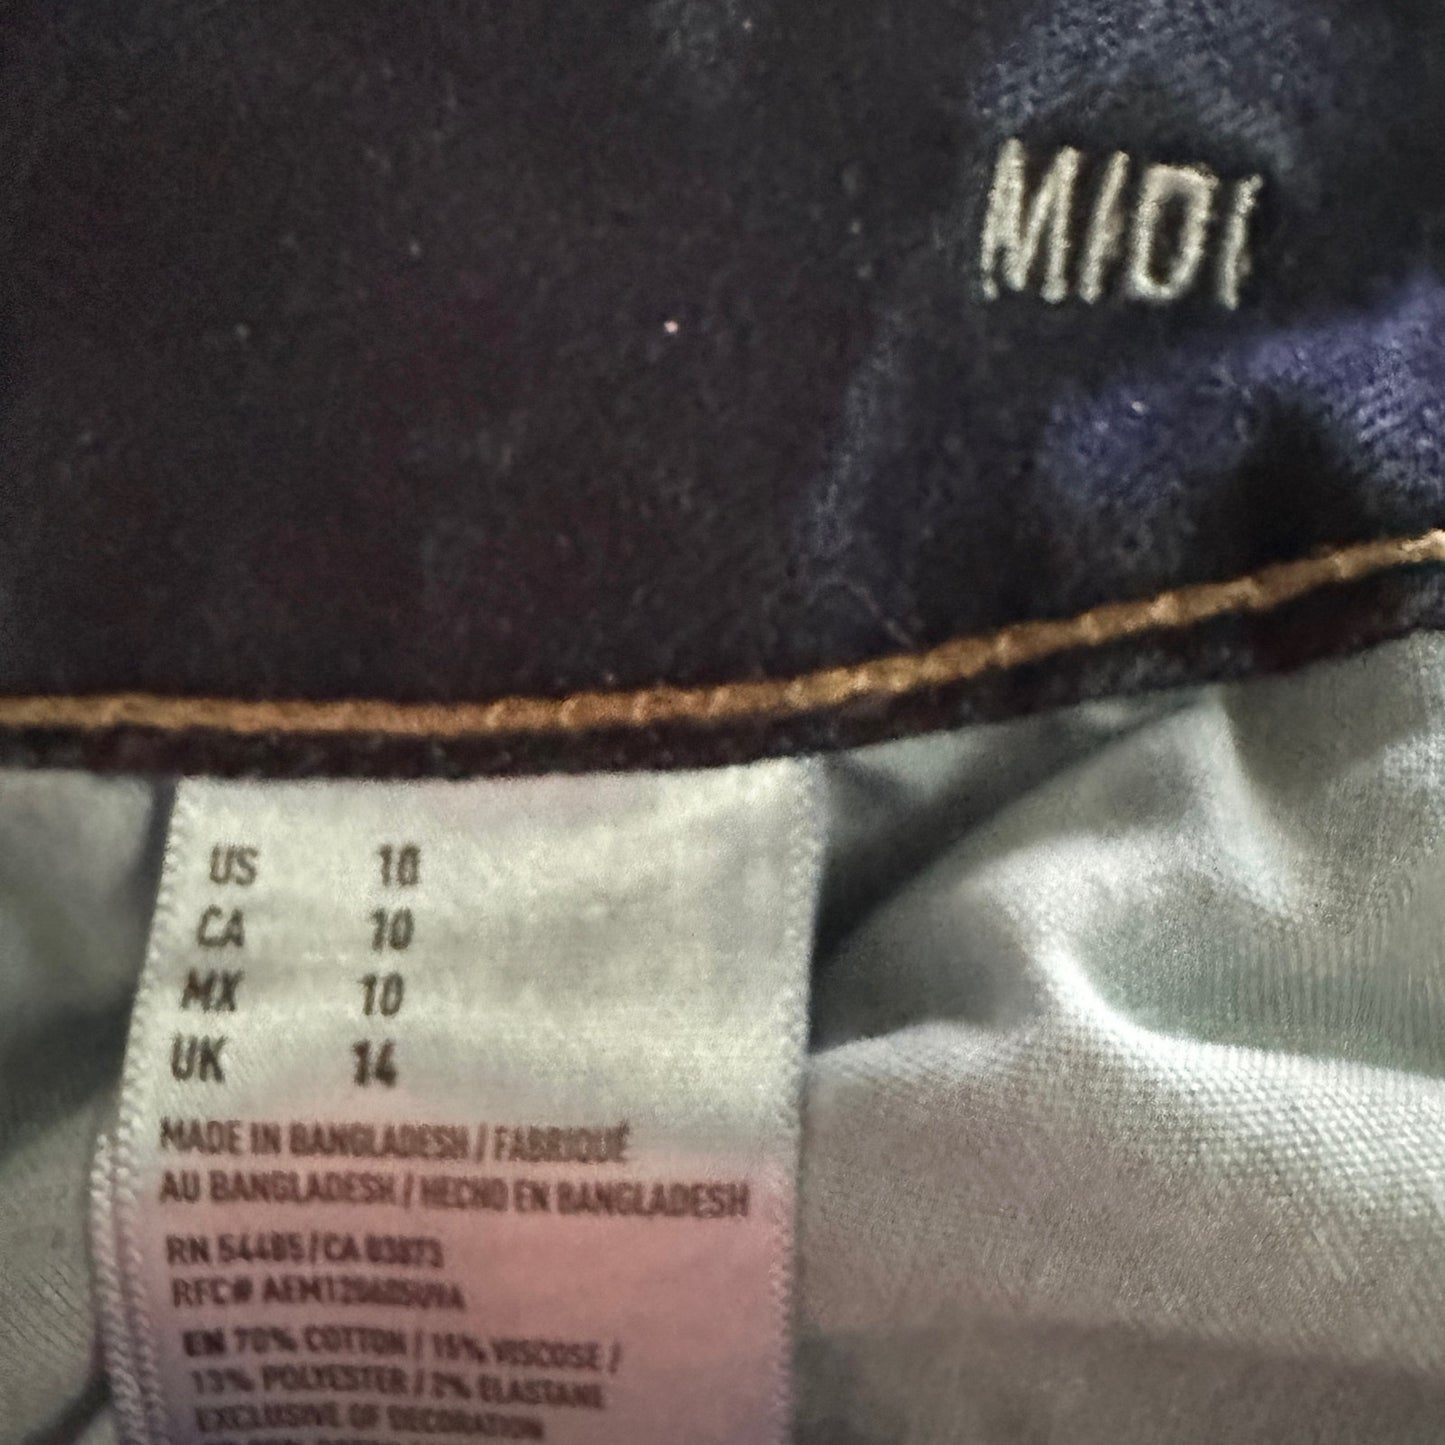 MIDI
US 10
CA 10
MX 10
UK 14
MADE IN BANGLADESH / FABRIQUÉ
AU BANGLADESH / HECHO EN BANGLADESH
RN 54485 / CA 03873
RFC#
EN 70% COTTON / 15% VISCOSE /
13% POLYESTER / 2% ELASTANE
EXCLUSIVE OF DECORATION